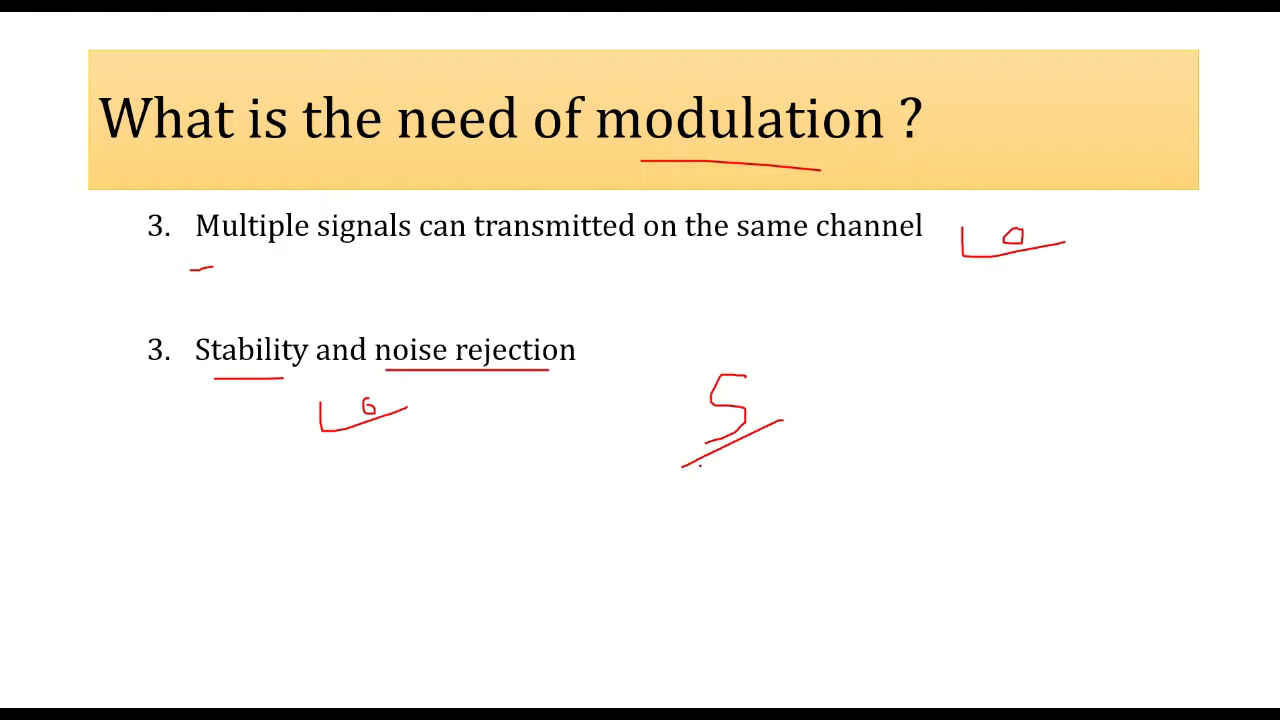 What is the need of modulation ?
3. Multiple signals can transmitted on the same channel
3. Stability and noise rejection
5